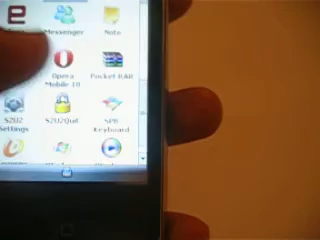 Messenger
Note
Opera
Mobile 10
Pocket RAR
S2U2
Settings
S2U2Quit
SPB
Keyboard